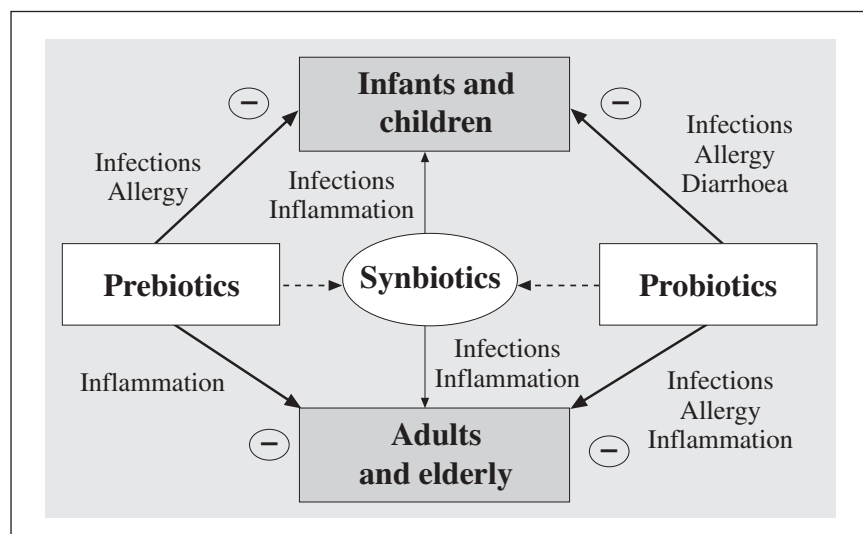 Infants and
children
−
−
Infections
Allergy
Infections
Inflammation
Infections
Allergy
Diarrhoea
Prebiotics
Synbiotics
Probiotics
Inflammation
Infections
Inflammation
Infections
Allergy
Inflammation
−
−
Adults
and elderly